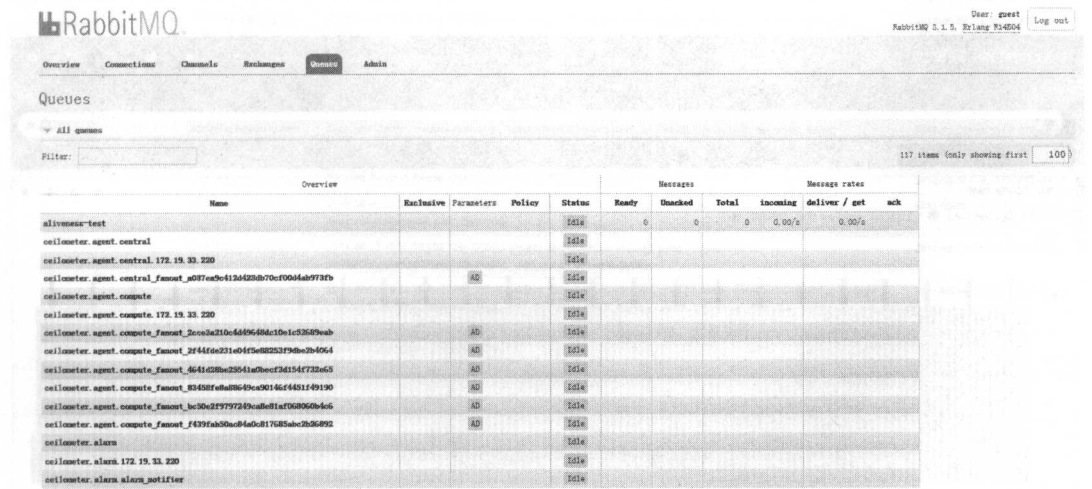 RabbitMQ
User: guest
RabbitMQ 3.1.5, Erlang R14B04
Log out
Overview Connections Channels Exchanges Queues Admin
Queues
All queues
Filter:
117 items (only showing first 100)
Overview Messages Message rates
Name Exclusive Parameters Policy Status Ready Unacked Total incoming deliver / get ack
aliveness-test Idle 0 0 0 0.00/s 0.00/s
ceilometer.agent.central Idle
ceilometer.agent.central.172.19.33.220 Idle
ceilometer.agent.central_fanout_a087ea9c412d428db70cf00d4ab973fb AD Idle
ceilometer.agent.compute Idle
ceilometer.agent.compute.172.19.33.220 Idle
ceilometer.agent.compute_fanout_2cce3a210c4d49648dc10e1c52689eab AD Idle
ceilometer.agent.compute_fanout_2f44fde231e04f5e88253f9dbe2b4064 AD Idle
ceilometer.agent.compute_fanout_4641d28be25541a0becf3d154f732e65 AD Idle
ceilometer.agent.compute_fanout_83458fe8a88649ca90146f4451f49190 AD Idle
ceilometer.agent.compute_fanout_bc50e2f9797249ca8e81af068060b4c6 AD Idle
ceilometer.agent.compute_fanout_f439fab50ac84a0c817685abc2b26892 AD Idle
ceilometer.alarm Idle
ceilometer.alarm.172.19.33.220 Idle
ceilometer.alarm.alarm_notifier Idle